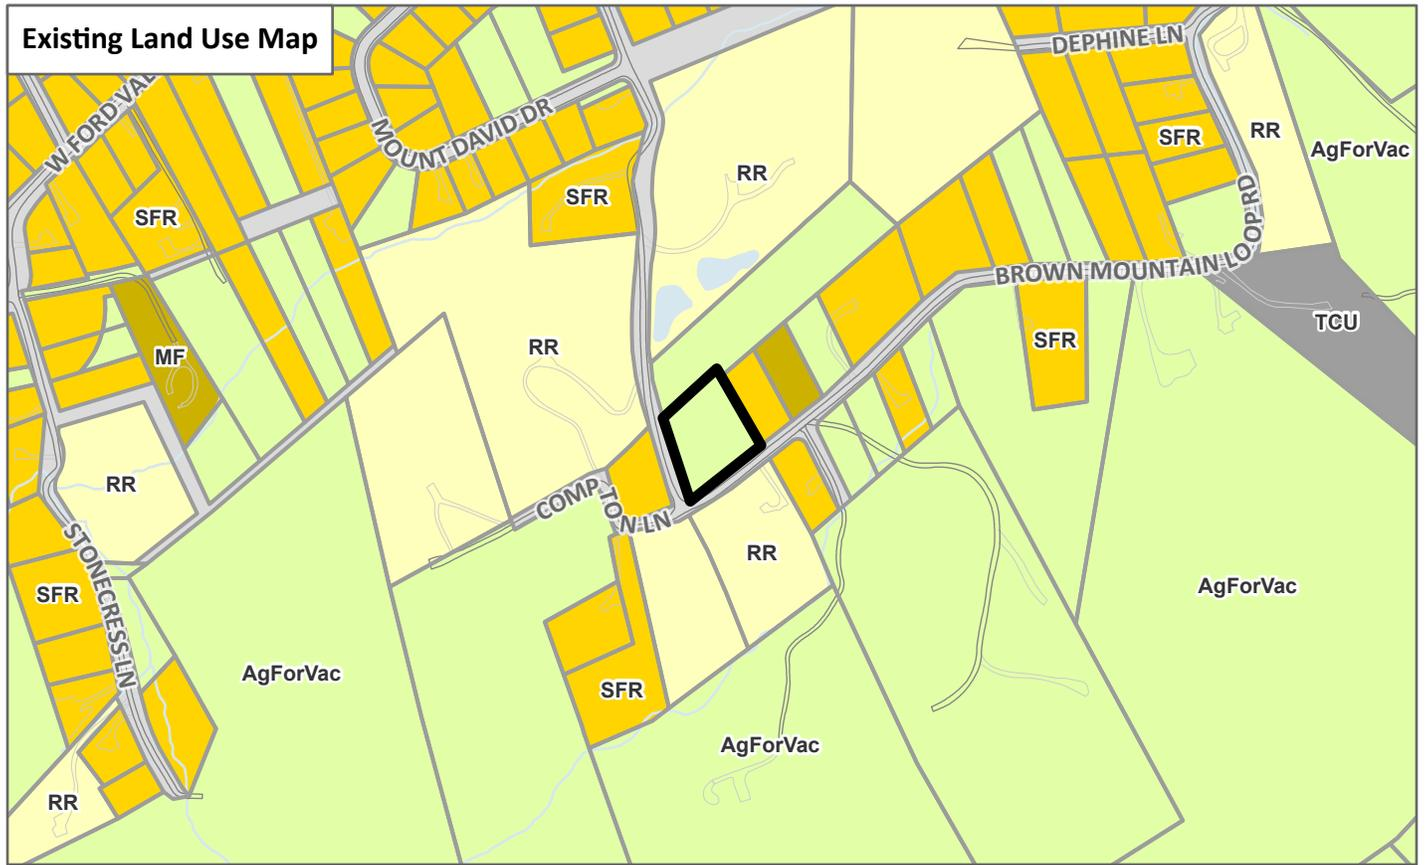 Existing Land Use Map
DEPHINE LN
W FORD VAL
MOUNT DAVID DR
SFR
RR
AgForVac
RR
SFR
SFR
BROWN MOUNTAIN LOOP RD
TCU
SFR
RR
MF
RR
COMPTON LN
RR
STONECRESS LN
SFR
AgForVac
AgForVac
SFR
AgForVac
RR